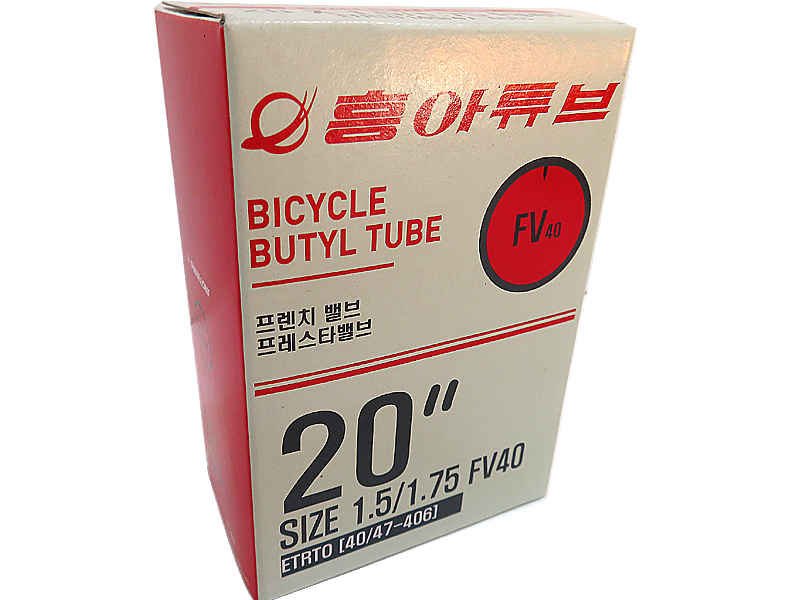 흥아튜브
BICYCLE
BUTYL TUBE
FV40
프렌치 밸브
프레스타밸브
20"
SIZE 1.5/1.75 FV40
ETRTO [40/47-406]